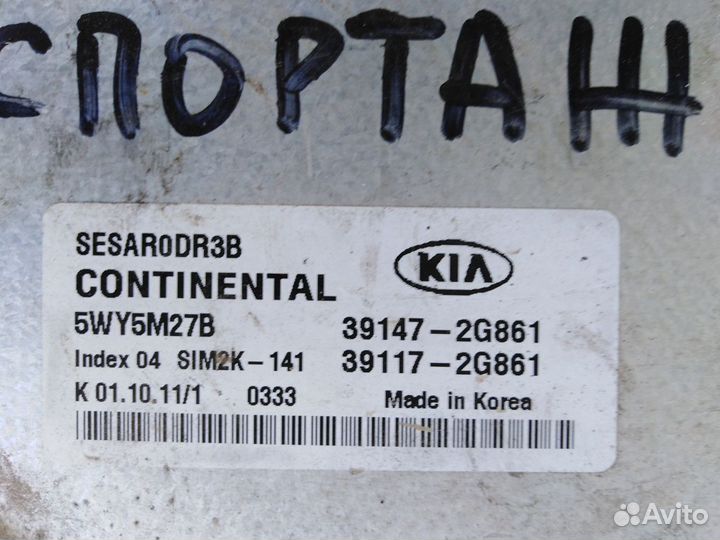 СПОРТАЖ
SESAR0DR3B
CONTINENTAL
KIA
5WY5M27B 39147-2G861
Index 04 SIM2K-141 39117-2G861
K 01.10.11/1 0333 Made in Korea
Avito